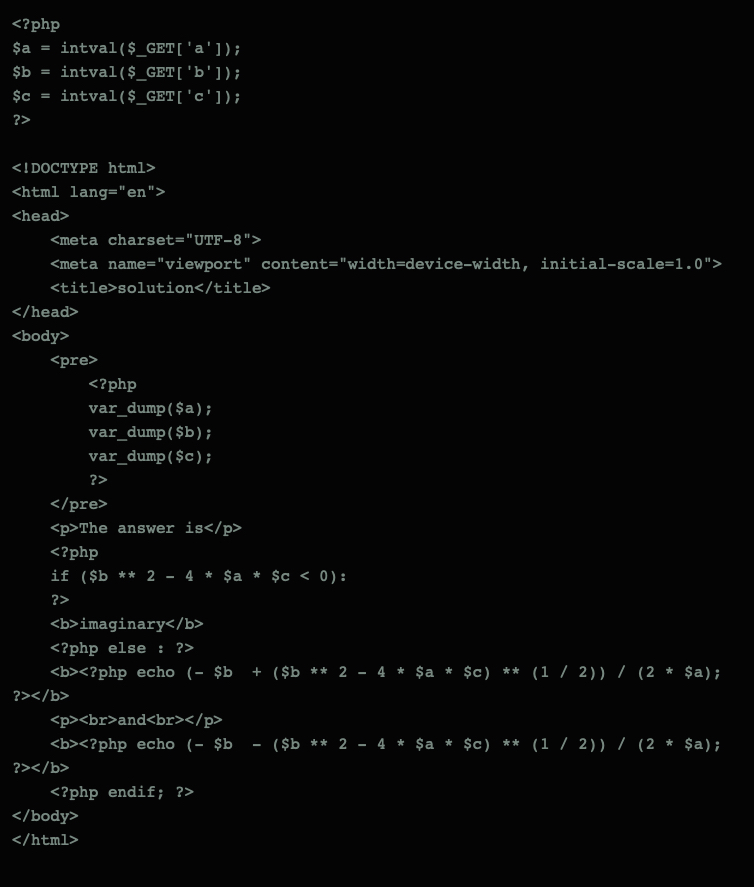 <?php
$a = intval($_GET['a']);
$b = intval($_GET['b']);
$c = intval($_GET['c']);
?>

<!DOCTYPE html>
<html lang="en">
<head>
    <meta charset="UTF-8">
    <meta name="viewport" content="width=device-width, initial-scale=1.0">
    <title>solution</title>
</head>
<body>
    <pre>
        <?php
        var_dump($a);
        var_dump($b);
        var_dump($c);
        ?>
    </pre>
    <p>The answer is</p>
    <?php
    if ($b ** 2 - 4 * $a * $c < 0):
    ?>
    <b>imaginary</b>
    <?php else : ?>
    <b><?php echo (- $b  + ($b ** 2 - 4 * $a * $c) ** (1 / 2)) / (2 * $a);
?></b>
    <p><br>and<br></p>
    <b><?php echo (- $b  - ($b ** 2 - 4 * $a * $c) ** (1 / 2)) / (2 * $a);
?></b>
    <?php endif; ?>
</body>
</html>